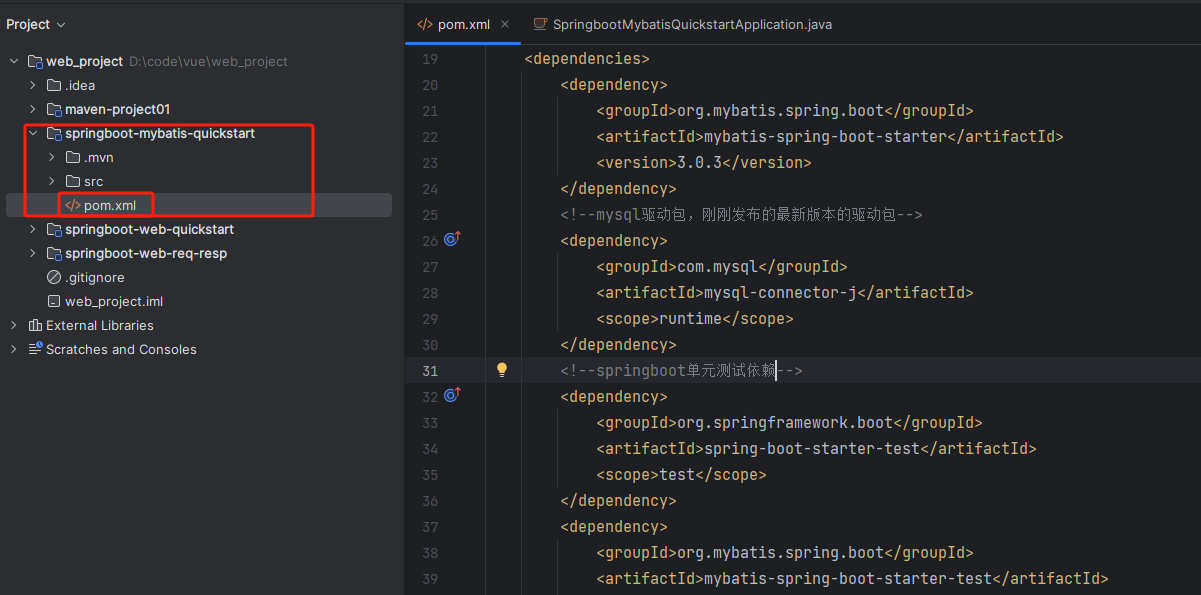 Project
web_project D:\code\vue\web_project
.idea
maven-project01
springboot-mybatis-quickstart
.mvn
src
pom.xml
springboot-web-quickstart
springboot-web-req-resp
.gitignore
web_project.iml
External Libraries
Scratches and Consoles
pom.xml SpringbootMybatisQuickstartApplication.java
19 <dependencies>
20 <dependency>
21 <groupId>org.mybatis.spring.boot</groupId>
22 <artifactId>mybatis-spring-boot-starter</artifactId>
23 <version>3.0.3</version>
24 </dependency>
25 <!--mysql驱动包，刚刚发布的最新版本的驱动包-->
26 <dependency>
27 <groupId>com.mysql</groupId>
28 <artifactId>mysql-connector-j</artifactId>
29 <scope>runtime</scope>
30 </dependency>
31 <!--springboot单元测试依赖-->
32 <dependency>
33 <groupId>org.springframework.boot</groupId>
34 <artifactId>spring-boot-starter-test</artifactId>
35 <scope>test</scope>
36 </dependency>
37 <dependency>
38 <groupId>org.mybatis.spring.boot</groupId>
39 <artifactId>mybatis-spring-boot-starter-test</artifactId>